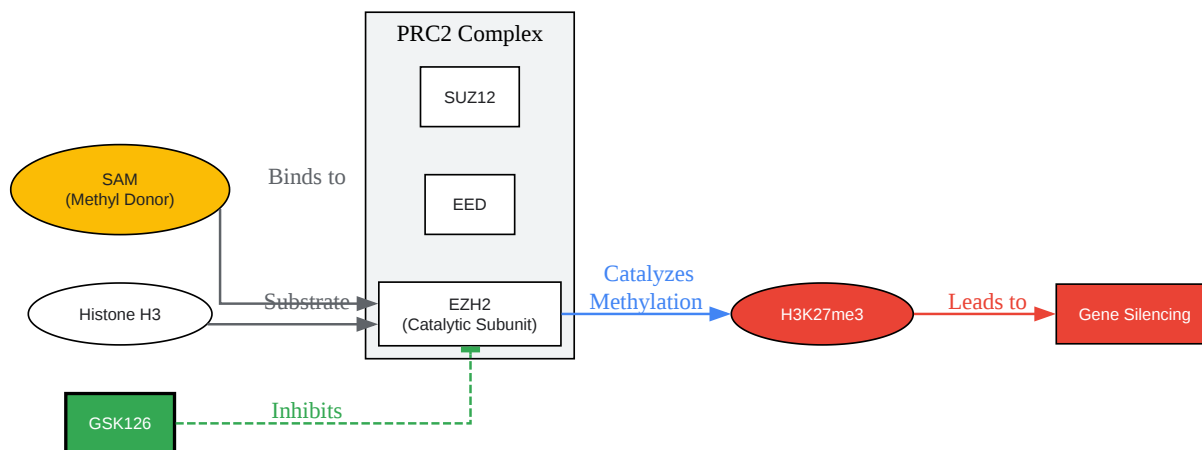 PRC2 Complex
SUZ12
SAM
(Methyl Donor)
Binds to
EED
Catalyzes
Methylation
Substrate
Histone H3
EZH2
(Catalytic Subunit)
H3K27me3
Leads to
Gene Silencing
GSK126
Inhibits